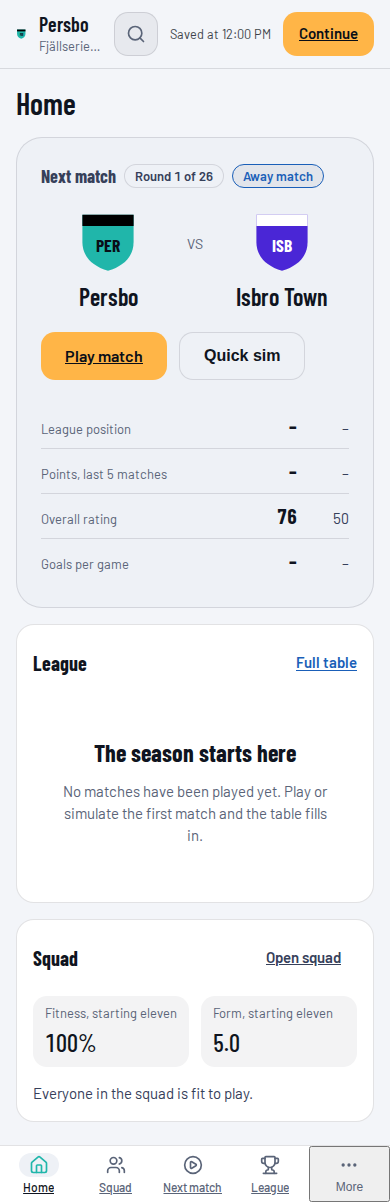 Persbo
Fjällserie...
Saved at 12:00 PM
Continue
Home
Next match
Round 1 of 26
Away match
PER
VS
ISB
Persbo
Isbro Town
Play match
Quick sim
League position – –
Points, last 5 matches – –
Overall rating 76 50
Goals per game – –
League
Full table
The season starts here
No matches have been played yet. Play or
simulate the first match and the table fills
in.
Squad
Open squad
Fitness, starting eleven
100%
Form, starting eleven
5.0
Everyone in the squad is fit to play.
Home
Squad
Next match
League
More